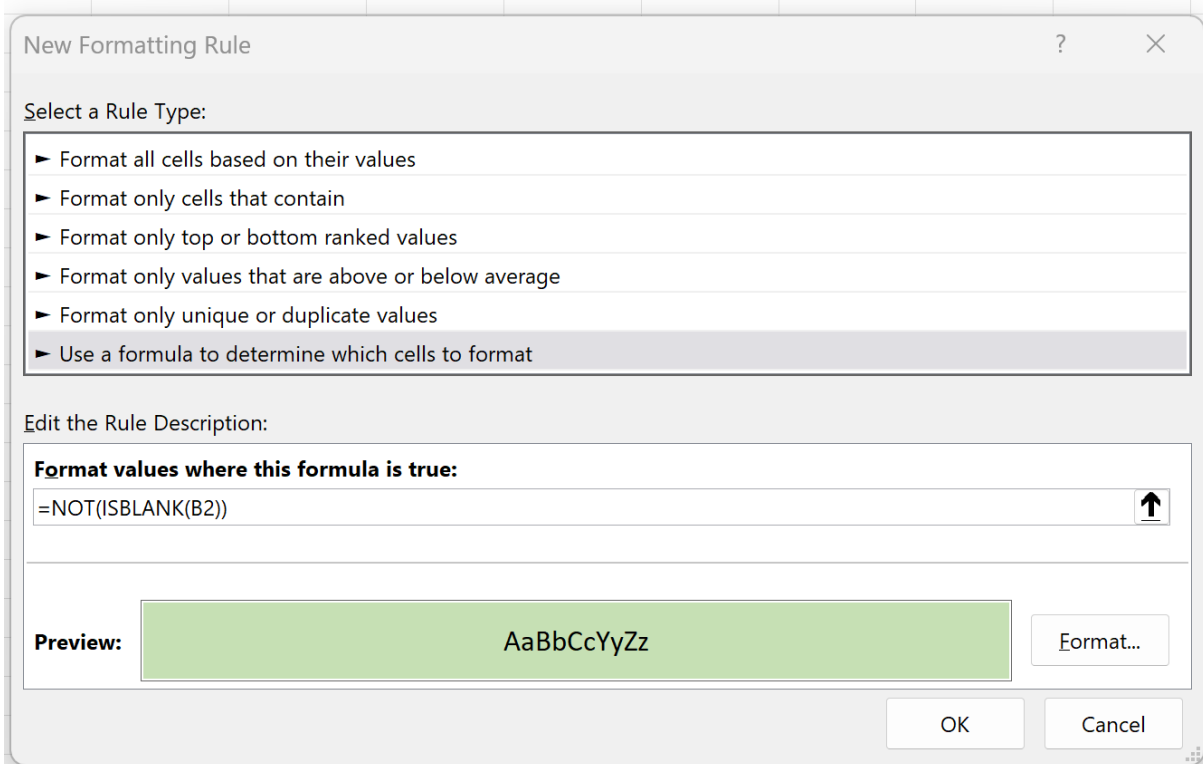 New Formatting Rule ?
Select a Rule Type:
► Format all cells based on their values
► Format only cells that contain
► Format only top or bottom ranked values
► Format only values that are above or below average
► Format only unique or duplicate values
► Use a formula to determine which cells to format
Edit the Rule Description:
Format values where this formula is true:
=NOT(ISBLANK(B2))
Preview: AaBbCcYyZz Format...
OK Cancel